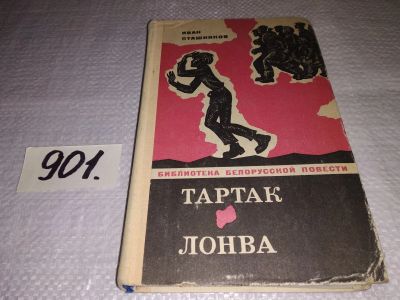 ИВАН
ПТАШНИКОВ
БИБЛИОТЕКА БЕЛОРУССКОЙ ПОВЕСТИ
ТАРТАК
ЛОНВА
901.